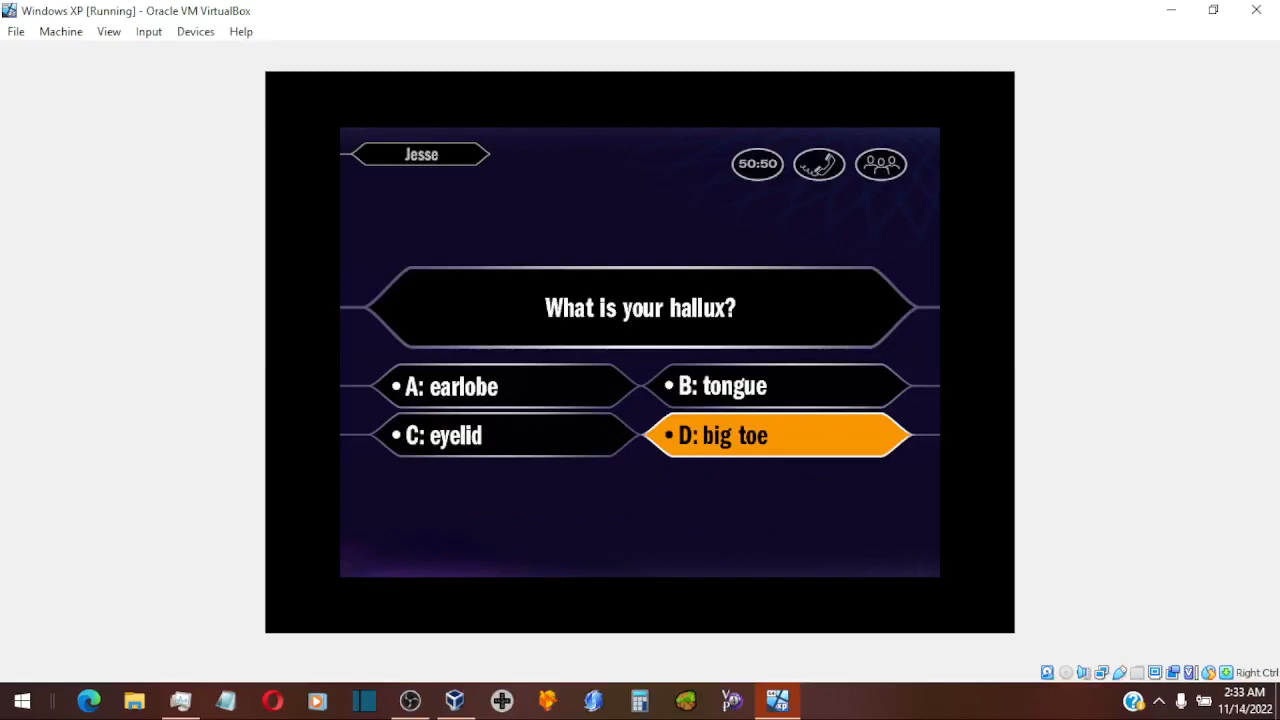 Windows XP [Running] - Oracle VM VirtualBox
File Machine View Input Devices Help
Jesse
50:50
What is your hallux?
• A: earlobe
• B: tongue
• C: eyelid
• D: big toe
Right Ctrl
2:33 AM
11/14/2022